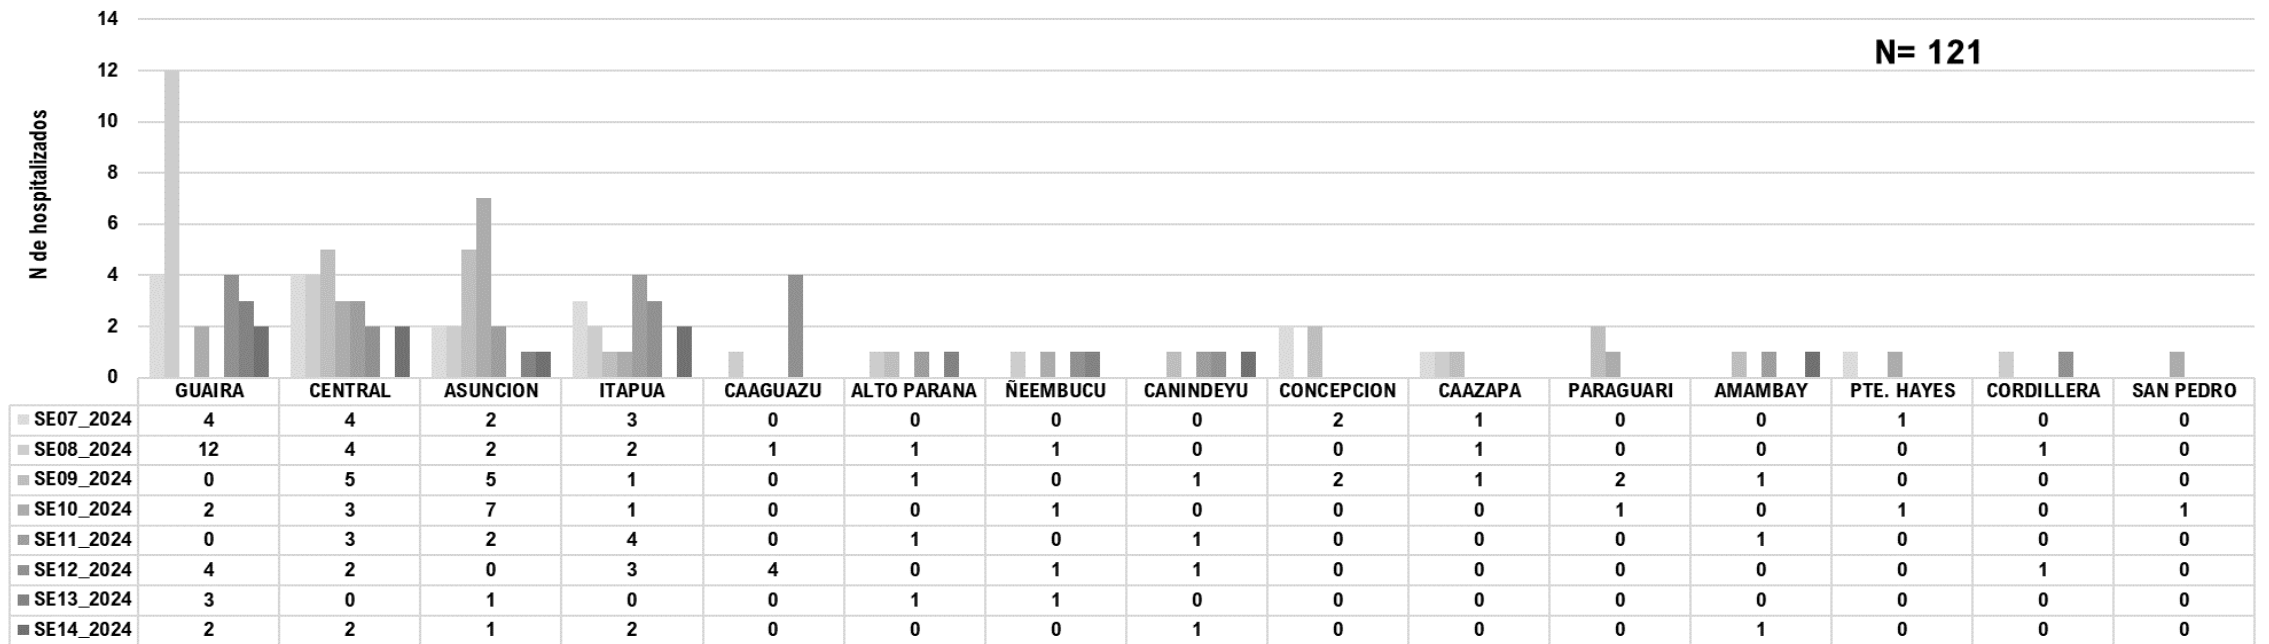 14
N= 121
12
10
8
6
4
2
0
N de hospitalizados
GUAIRA CENTRAL ASUNCION ITAPUA CAAGUAZU ALTO PARANA ÑEEMBUCU CANINDEYU CONCEPCION CAAZAPA PARAGUARI AMAMBAY PTE. HAYES CORDILLERA SAN PEDRO
SE07_2024 4 4 2 3 0 0 0 0 2 1 0 0 1 0 0
SE08_2024 12 4 2 2 1 1 1 0 0 1 0 0 0 1 0
SE09_2024 0 5 5 1 0 1 0 1 2 1 2 1 0 0 0
SE10_2024 2 3 7 1 0 0 1 0 0 0 1 0 1 0 1
SE11_2024 0 3 2 4 0 1 0 1 0 0 0 1 0 0 0
SE12_2024 4 2 0 3 4 0 1 1 0 0 0 0 0 1 0
SE13_2024 3 0 1 0 0 1 1 0 0 0 0 0 0 0 0
SE14_2024 2 2 1 2 0 0 0 1 0 0 0 1 0 0 0